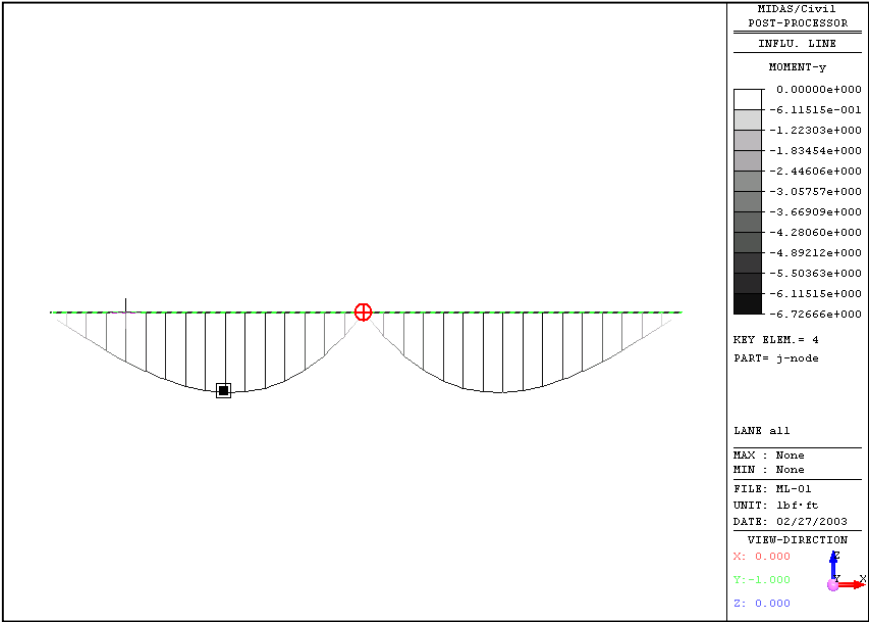 MIDAS/Civil
POST-PROCESSOR
INFLU. LINE
MOMENT-y
0.00000e+000
-6.11515e-001
-1.22303e+000
-1.83454e+000
-2.44606e+000
-3.05757e+000
-3.66909e+000
-4.28060e+000
-4.89212e+000
-5.50363e+000
-6.11515e+000
-6.72666e+000
KEY ELEM.= 4
PART= j-node
LANE all
MAX : None
MIN : None
FILE: ML-01
UNIT: lbf·ft
DATE: 02/27/2003
VIEW-DIRECTION
X: 0.000
Y:-1.000
Z: 0.000
Z
Y
X